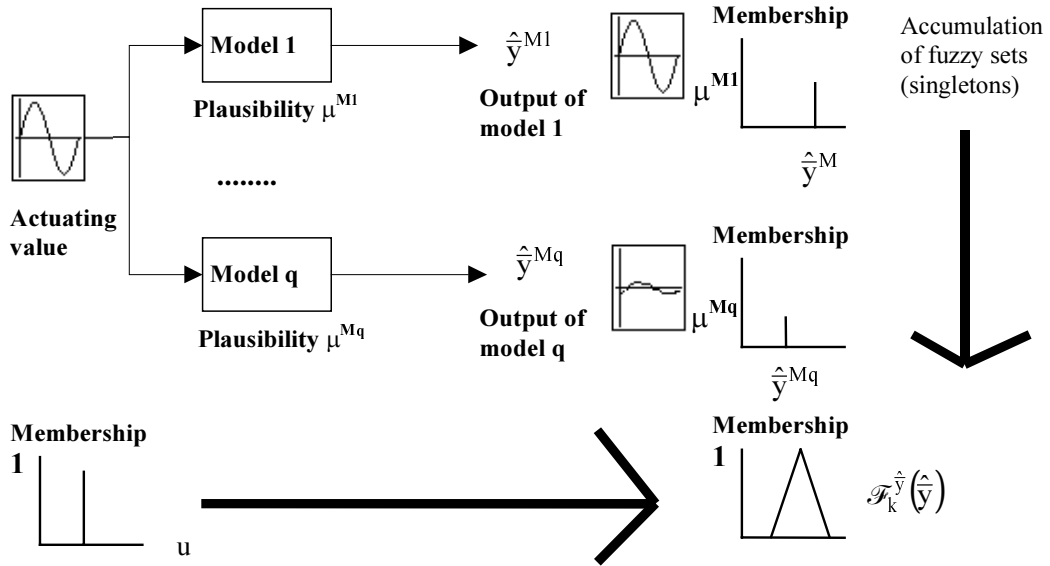 Membership
Accumulation
of fuzzy sets
(singletons)
Model 1
ŷ̄^M1
μ^M1
Plausibility μ^M1
Output of
model 1
ŷ̄^M
........
Actuating
value
Membership
Model q
ŷ̄^Mq
μ^Mq
Plausibility μ^Mq
Output of
model q
ŷ̄^Mq
Membership
1
u
Membership
1
ℱ_k^ŷ̄(ŷ̄)